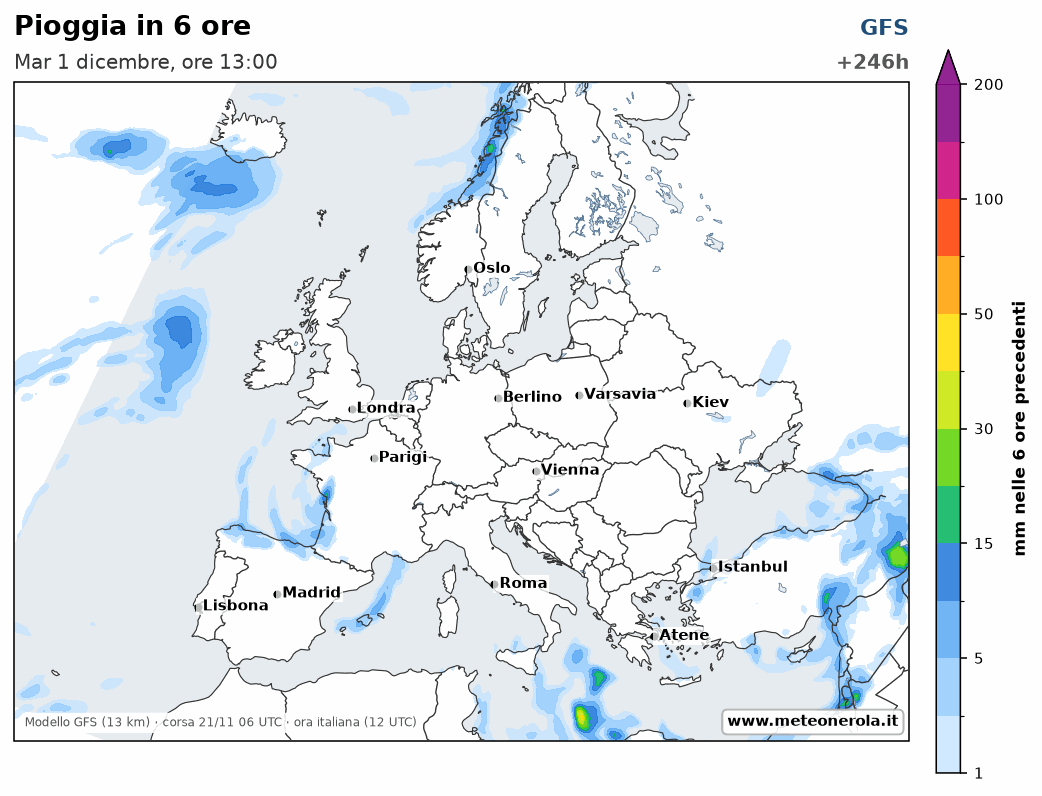 Pioggia in 6 ore
GFS
Mar 1 dicembre, ore 13:00
+246h
200
100
50
30
15
5
1
mm nelle 6 ore precedenti
Oslo
Berlino
Varsavia
Kiev
Londra
Parigi
Vienna
Istanbul
Roma
Madrid
Lisbona
Atene
Modello GFS (13 km) · corsa 21/11 06 UTC · ora italiana (12 UTC)
www.meteonerola.it